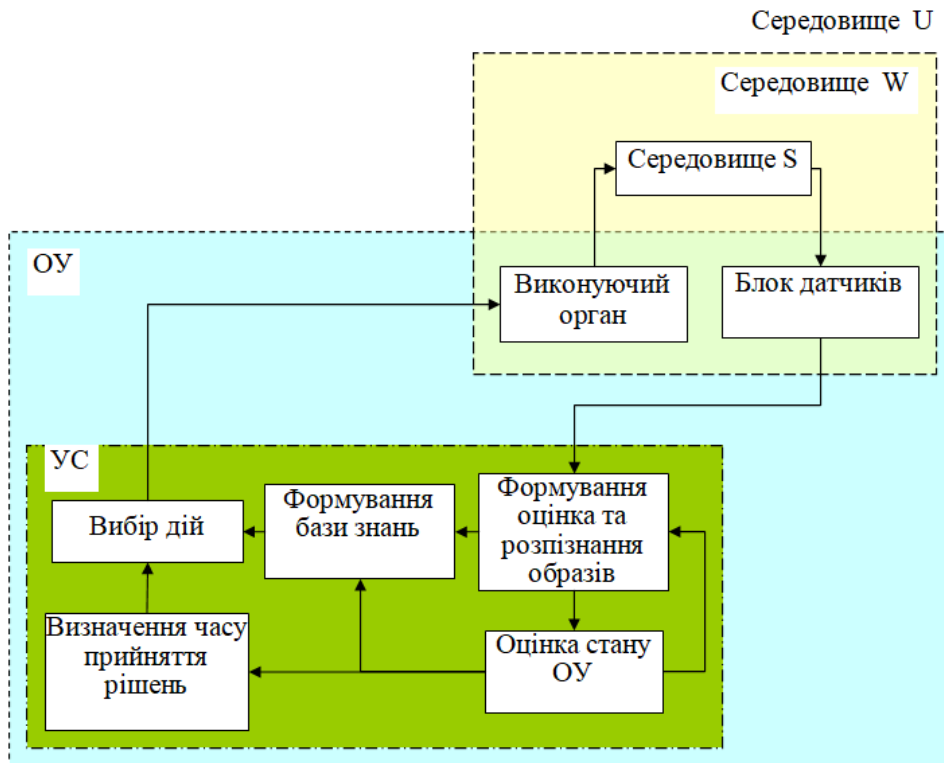 Середовище U
Середовище W
Середовище S
ОУ
Виконуючий
орган
Блок датчиків
УС
Вибір дій
Формування
бази знань
Формування
оцінка та
розпізнання
образів
Визначення часу
прийняття
рішень
Оцінка стану
ОУ